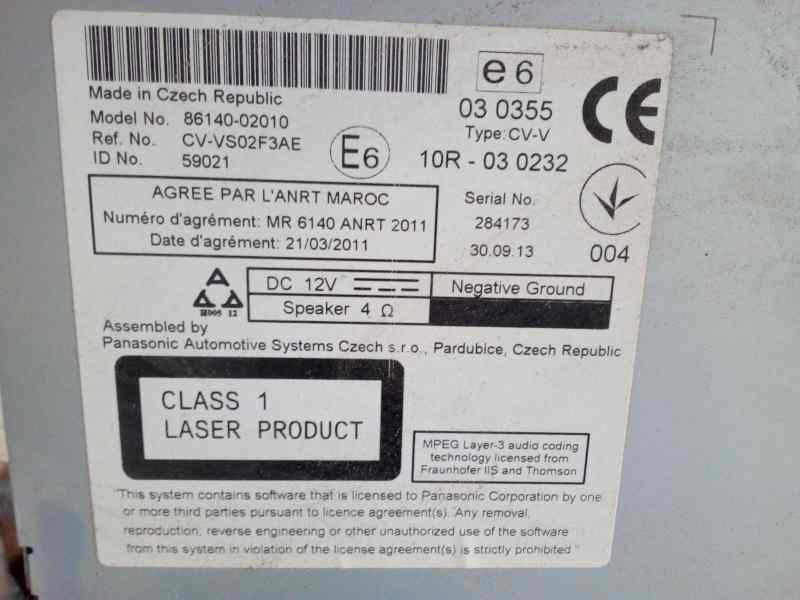 e6
Made in Czech Republic
Model No. 86140-02010
Ref. No. CV-VS02F3AE
ID No. 59021
E6
03 0355
Type: CV-V
10R - 03 0232
CE
AGREE PAR L'ANRT MAROC
Numéro d'agrément: MR 6140 ANRT 2011
Date d'agrément: 21/03/2011
Serial No.
284173
30.09.13
004
DC 12V
Negative Ground
Speaker 4 Ω
H005 12
Assembled by
Panasonic Automotive Systems Czech s.r.o., Pardubice, Czech Republic
CLASS 1
LASER PRODUCT
MPEG Layer-3 audio coding
technology licensed from
Fraunhofer IIS and Thomson
"This system contains software that is licensed to Panasonic Corporation by one
or more third parties pursuant to licence agreement(s). Any removal,
reproduction, reverse engineering or other unauthorized use of the software
from this system in violation of the license agreement(s) is strictly prohibited."